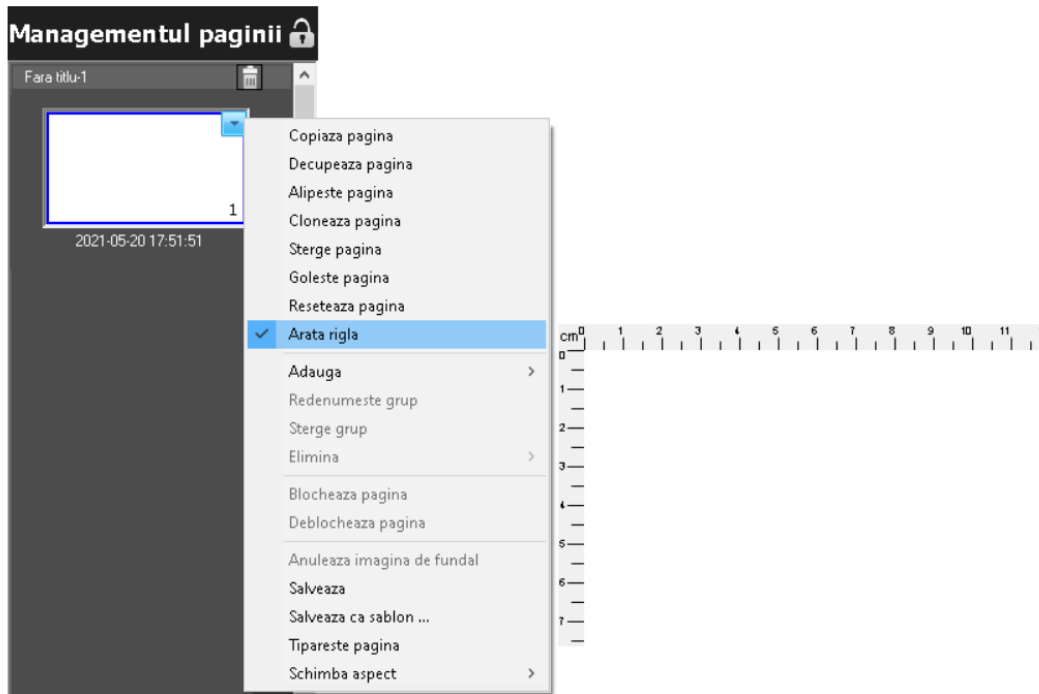 Managementul paginii
Fara titlu-1
1
2021-05-20 17:51:51
Copiaza pagina
Decupeaza pagina
Alipeste pagina
Cloneaza pagina
Sterge pagina
Goleste pagina
Reseteaza pagina
Arata rigla
Adauga
Redenumeste grup
Sterge grup
Elimina
Blocheaza pagina
Deblocheaza pagina
Anuleaza imagina de fundal
Salveaza
Salveaza ca sablon ...
Tipareste pagina
Schimba aspect
cm 0 1 2 3 4 5 6 7 8 9 10 11
0
1
2
3
4
5
6
7